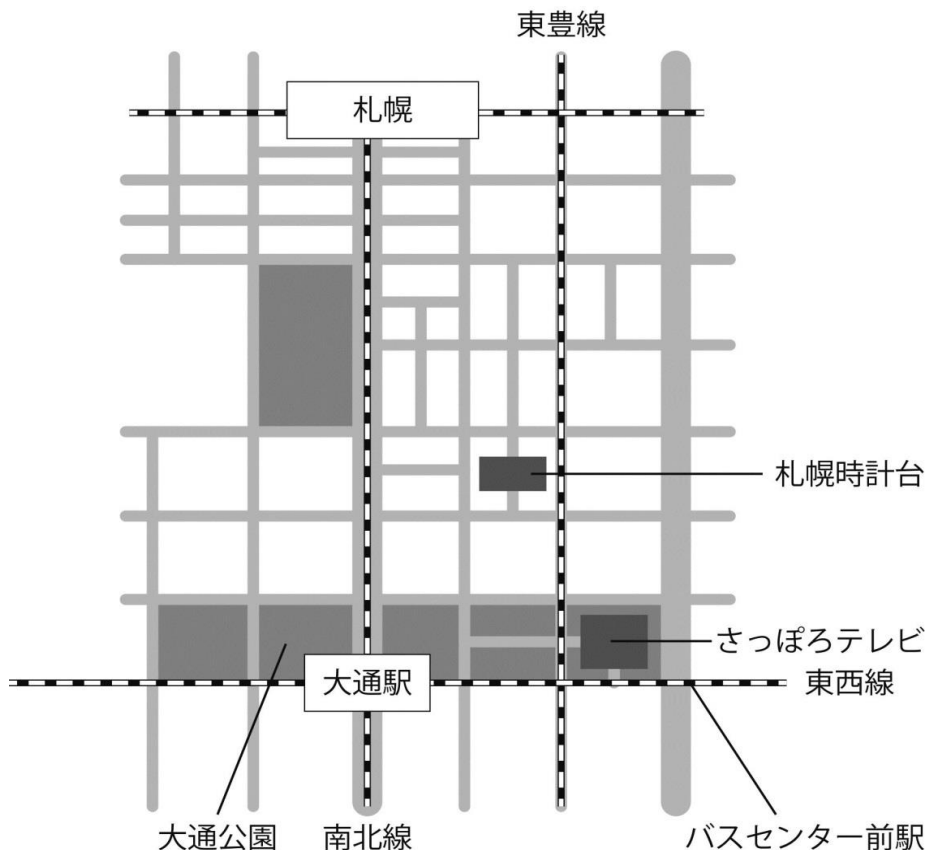 東豊線
札幌
札幌時計台
さっぽろテレビ
大通駅
東西線
大通公園
南北線
バスセンター前駅